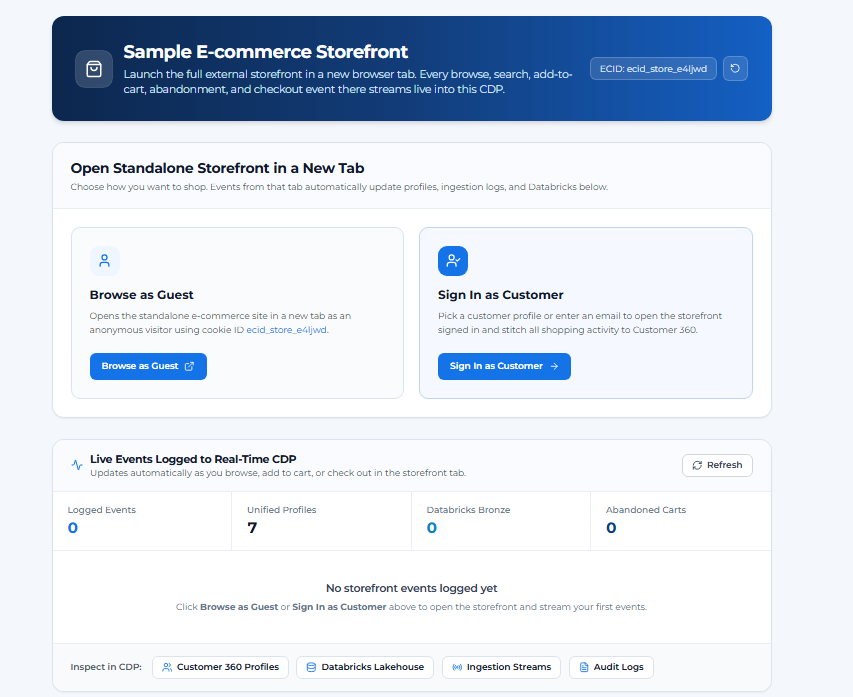 Sample E-commerce Storefront
Launch the full external storefront in a new browser tab. Every browse, search, add-to-
cart, abandonment, and checkout event there streams live into this CDP.
ECID: ecid_store_e4ljwd
Open Standalone Storefront in a New Tab
Choose how you want to shop. Events from that tab automatically update profiles, ingestion logs, and Databricks below.
Browse as Guest
Opens the standalone e-commerce site in a new tab as an
anonymous visitor using cookie ID ecid_store_e4ljwd.
Browse as Guest
Sign In as Customer
Pick a customer profile or enter an email to open the storefront
signed in and stitch all shopping activity to Customer 360.
Sign In as Customer
Live Events Logged to Real-Time CDP
Updates automatically as you browse, add to cart, or check out in the storefront tab.
Refresh
Logged Events
0
Unified Profiles
7
Databricks Bronze
0
Abandoned Carts
0
No storefront events logged yet
Click Browse as Guest or Sign In as Customer above to open the storefront and stream your first events.
Inspect in CDP:
Customer 360 Profiles
Databricks Lakehouse
Ingestion Streams
Audit Logs